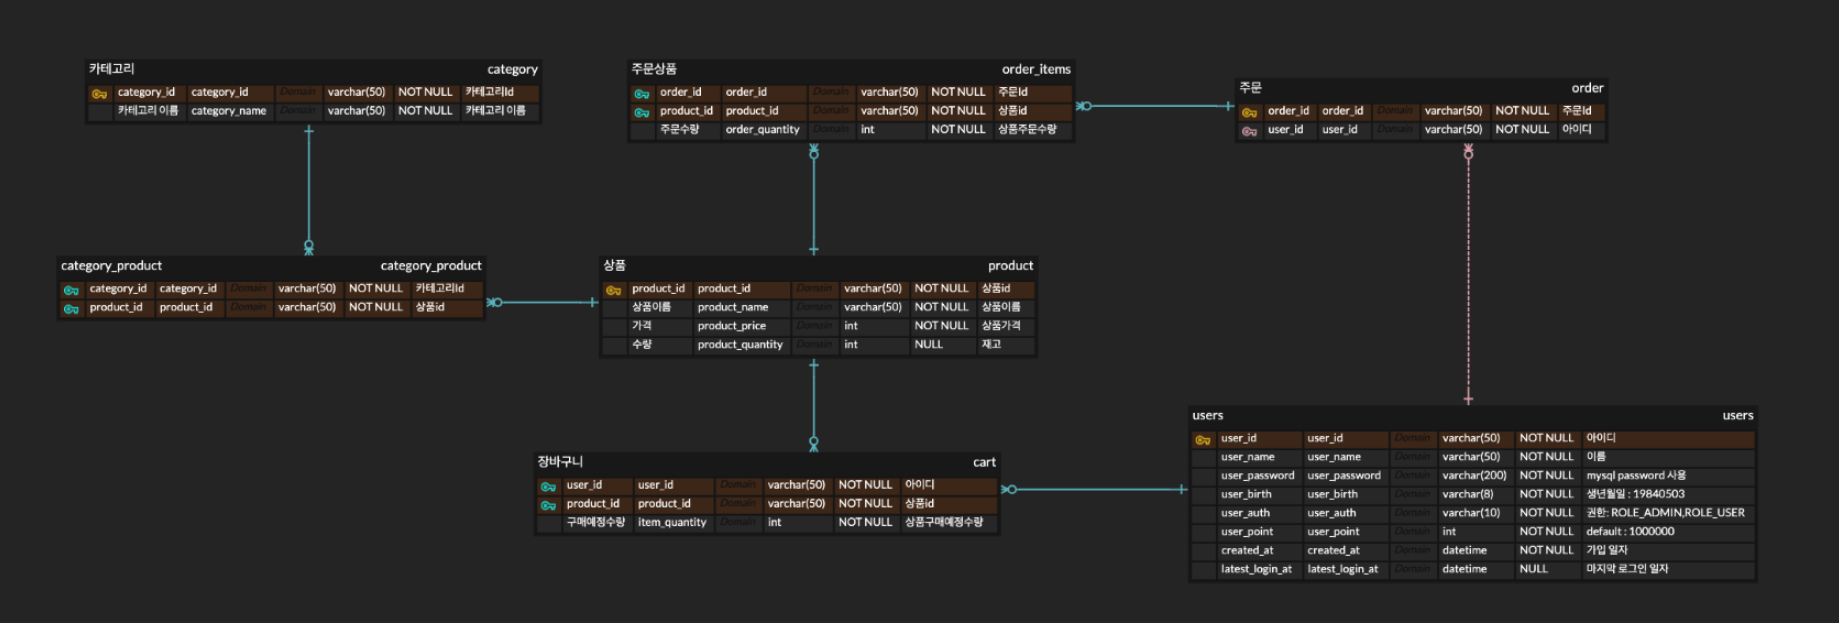 카테고리 category
category_id category_id Domain varchar(50) NOT NULL 카테고리Id
카테고리 이름 category_name Domain varchar(50) NOT NULL 카테고리 이름
주문상품 order_items
order_id order_id Domain varchar(50) NOT NULL 주문Id
product_id product_id Domain varchar(50) NOT NULL 상품id
주문수량 order_quantity Domain int NOT NULL 상품주문수량
주문 order
order_id order_id Domain varchar(50) NOT NULL 주문Id
user_id user_id Domain varchar(50) NOT NULL 아이디
category_product category_product
category_id category_id Domain varchar(50) NOT NULL 카테고리Id
product_id product_id Domain varchar(50) NOT NULL 상품id
상품 product
product_id product_id Domain varchar(50) NOT NULL 상품id
상품이름 product_name Domain varchar(50) NOT NULL 상품이름
가격 product_price Domain int NOT NULL 상품가격
수량 product_quantity Domain int NULL 재고
장바구니 cart
user_id user_id Domain varchar(50) NOT NULL 아이디
product_id product_id Domain varchar(50) NOT NULL 상품id
구매예정수량 item_quantity Domain int NOT NULL 상품구매예정수량
users users
user_id user_id Domain varchar(50) NOT NULL 아이디
user_name user_name Domain varchar(50) NOT NULL 이름
user_password user_password Domain varchar(200) NOT NULL mysql password 사용
user_birth user_birth Domain varchar(8) NOT NULL 생년월일 : 19840503
user_auth user_auth Domain varchar(10) NOT NULL 권한: ROLE_ADMIN,ROLE_USER
user_point user_point Domain int NOT NULL default : 1000000
created_at created_at Domain datetime NOT NULL 가입 일자
latest_login_at latest_login_at Domain datetime NULL 마지막 로그인 일자